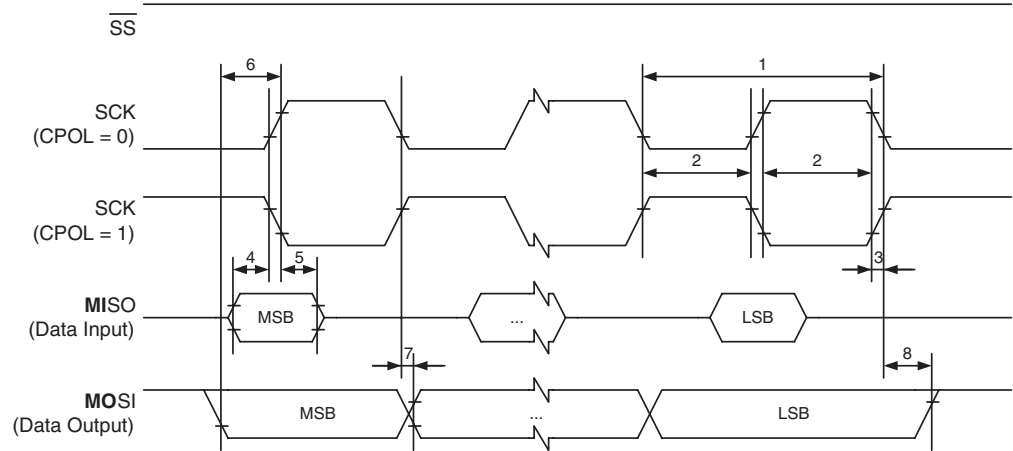 SS
6
1
SCK
(CPOL = 0)
2
2
SCK
(CPOL = 1)
4
5
3
MISO
(Data Input)
MSB
...
LSB
7
8
MOSI
(Data Output)
MSB
...
LSB